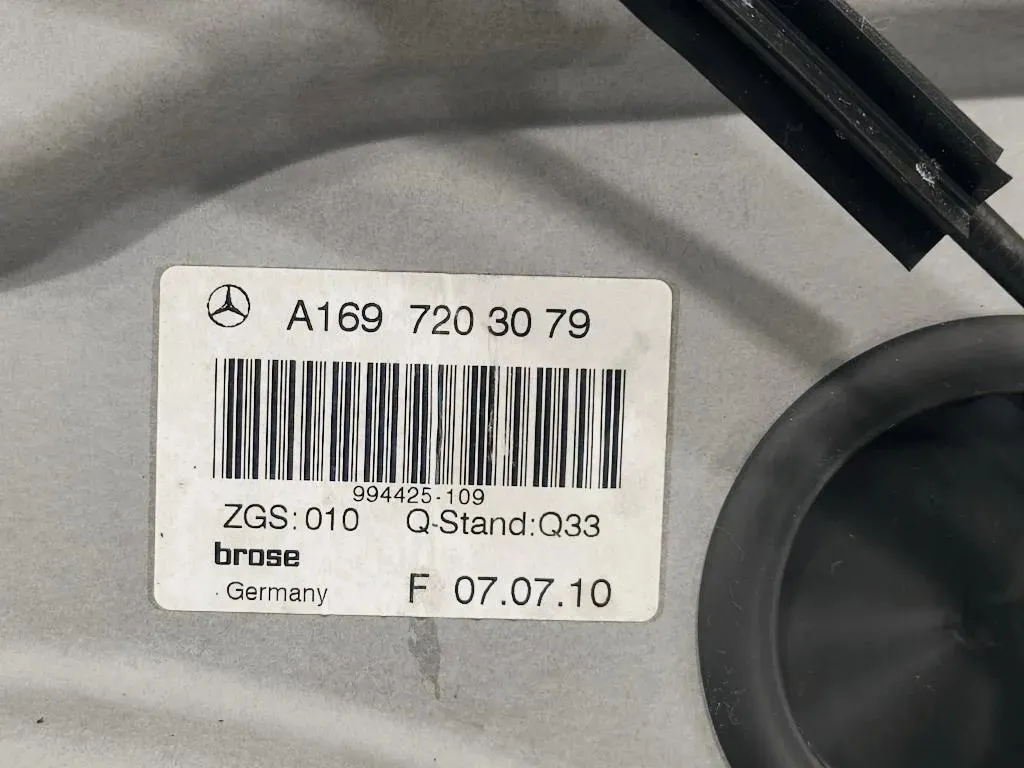 A169 720 30 79
994425-109
ZGS: 010 Q-Stand: Q33
brose
Germany F 07.07.10